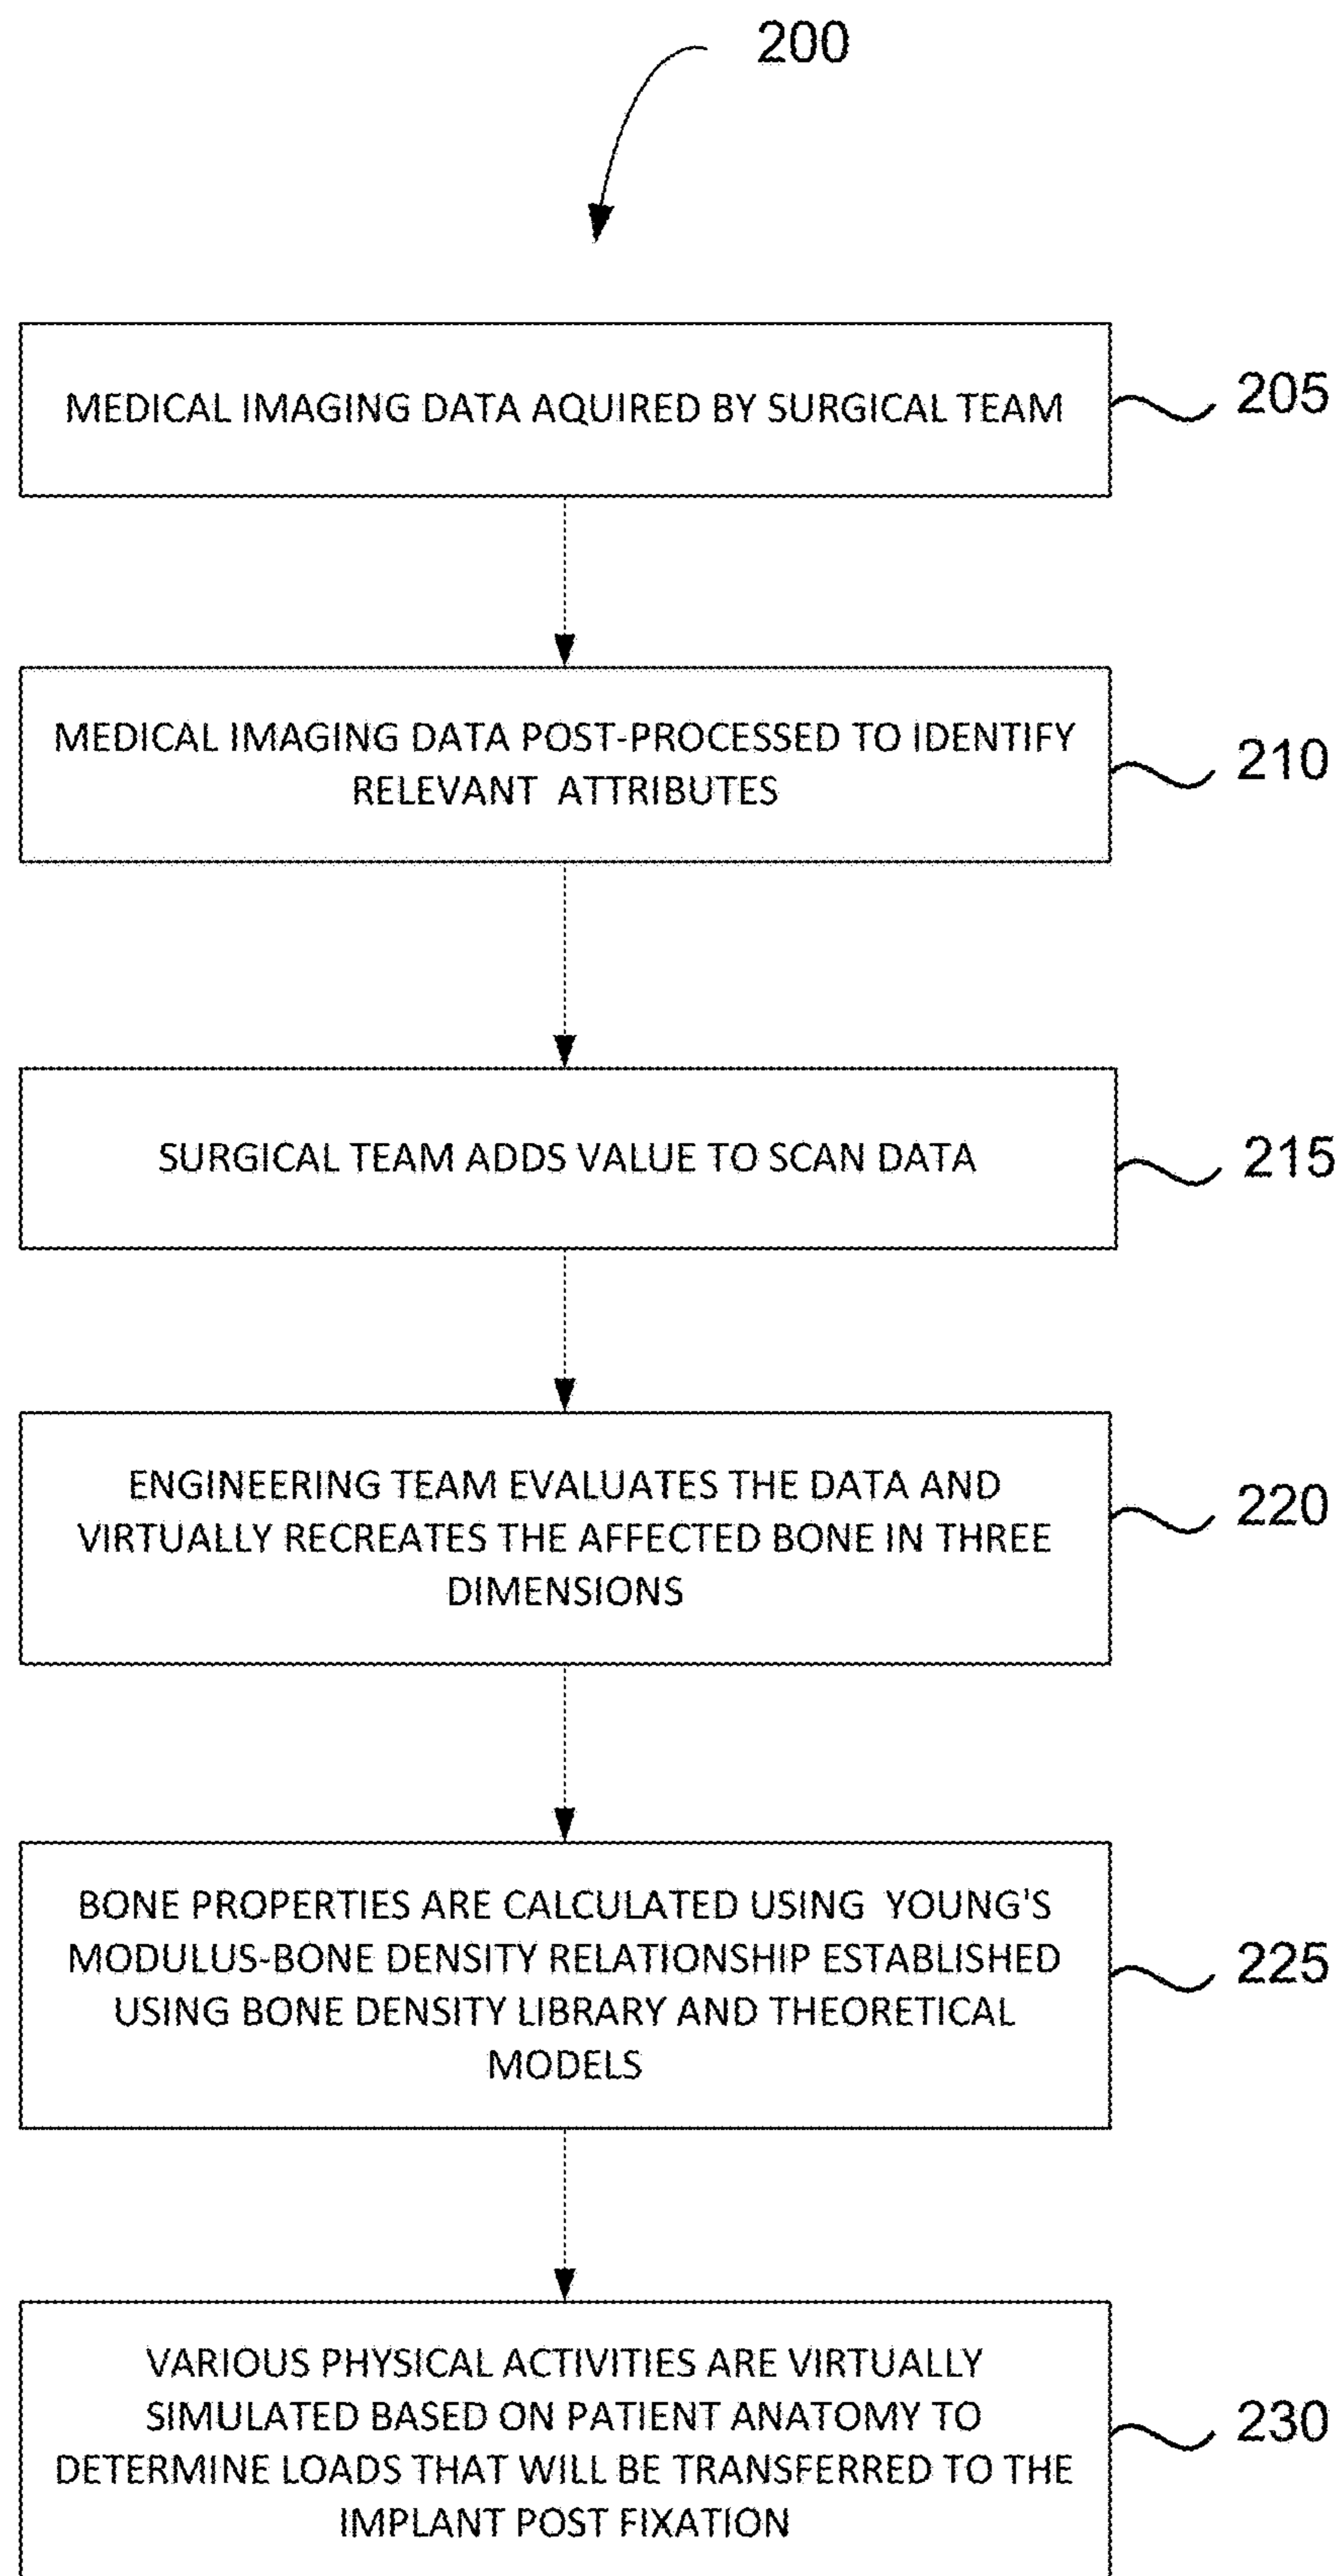 200
MEDICAL IMAGING DATA AQUIRED BY SURGICAL TEAM
205
MEDICAL IMAGING DATA POST-PROCESSED TO IDENTIFY
RELEVANT ATTRIBUTES
210
SURGICAL TEAM ADDS VALUE TO SCAN DATA
215
ENGINEERING TEAM EVALUATES THE DATA AND
VIRTUALLY RECREATES THE AFFECTED BONE IN THREE
DIMENSIONS
220
BONE PROPERTIES ARE CALCULATED USING YOUNG'S
MODULUS-BONE DENSITY RELATIONSHIP ESTABLISHED
USING BONE DENSITY LIBRARY AND THEORETICAL
MODELS
225
VARIOUS PHYSICAL ACTIVITIES ARE VIRTUALLY
SIMULATED BASED ON PATIENT ANATOMY TO
DETERMINE LOADS THAT WILL BE TRANSFERRED TO THE
IMPLANT POST FIXATION
230